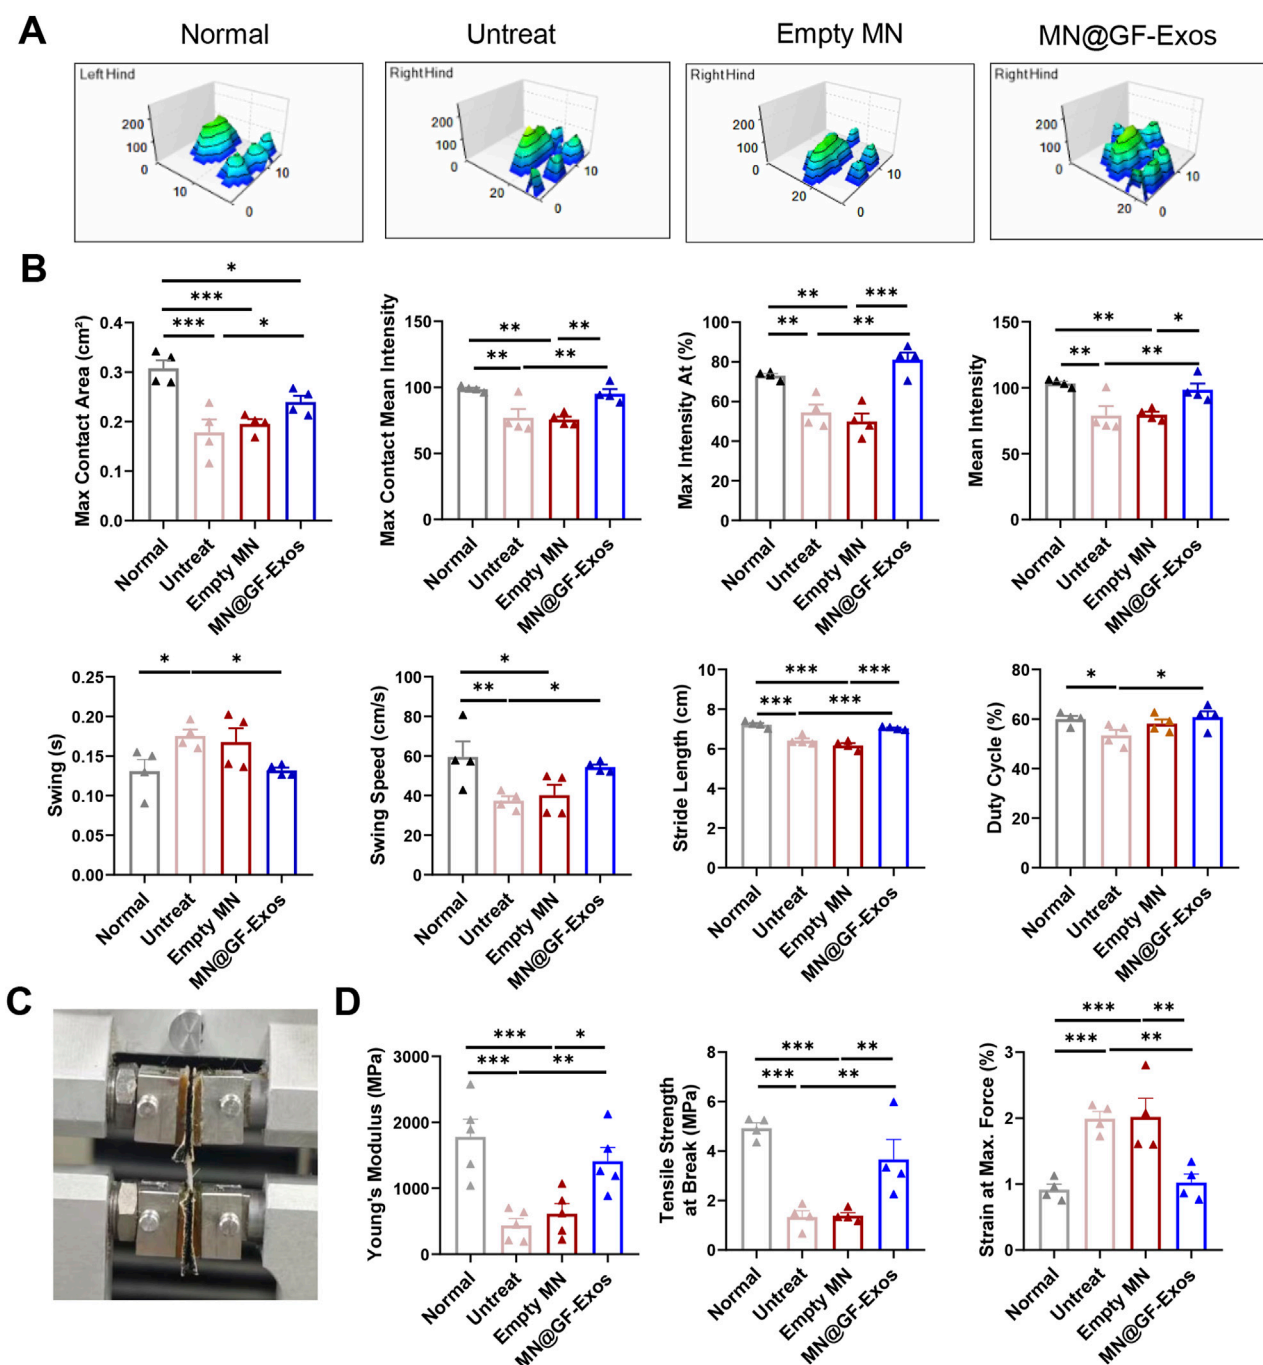 A
Normal
Untreat
Empty MN
MN@GF-Exos
Left Hind
200
100
0
10
0
10
Right Hind
200
100
0
20
0
10
Right Hind
200
100
0
20
0
10
Right Hind
200
100
0
20
0
10
B
Max Contact Area (cm²)
0.4
0.3
0.2
0.1
0.0
*
***
***
*
Normal
Untreat
Empty MN
MN@GF-Exos
Max Contact Mean Intensity
150
100
50
0
**
**
**
**
Normal
Untreat
Empty MN
MN@GF-Exos
Max Intensity At (%)
100
80
60
40
20
0
**
***
**
**
Normal
Untreat
Empty MN
MN@GF-Exos
Mean Intensity
150
100
50
0
**
*
**
**
Normal
Untreat
Empty MN
MN@GF-Exos
Swing (s)
0.25
0.20
0.15
0.10
0.05
0.00
*
*
Normal
Untreat
Empty MN
MN@GF-Exos
Swing Speed (cm/s)
100
80
60
40
20
0
*
**
*
Normal
Untreat
Empty MN
MN@GF-Exos
Stride Length (cm)
10
8
6
4
2
0
***
***
***
***
Normal
Untreat
Empty MN
MN@GF-Exos
Duty Cycle (%)
80
60
40
20
0
*
*
Normal
Untreat
Empty MN
MN@GF-Exos
C
D
Young's Modulus (MPa)
3000
2000
1000
0
***
*
***
**
Normal
Untreat
Empty MN
MN@GF-Exos
Tensile Strength
at Break (MPa)
8
6
4
2
0
***
**
***
**
Normal
Untreat
Empty MN
MN@GF-Exos
Strain at Max. Force (%)
3
2
1
0
***
**
***
**
Normal
Untreat
Empty MN
MN@GF-Exos